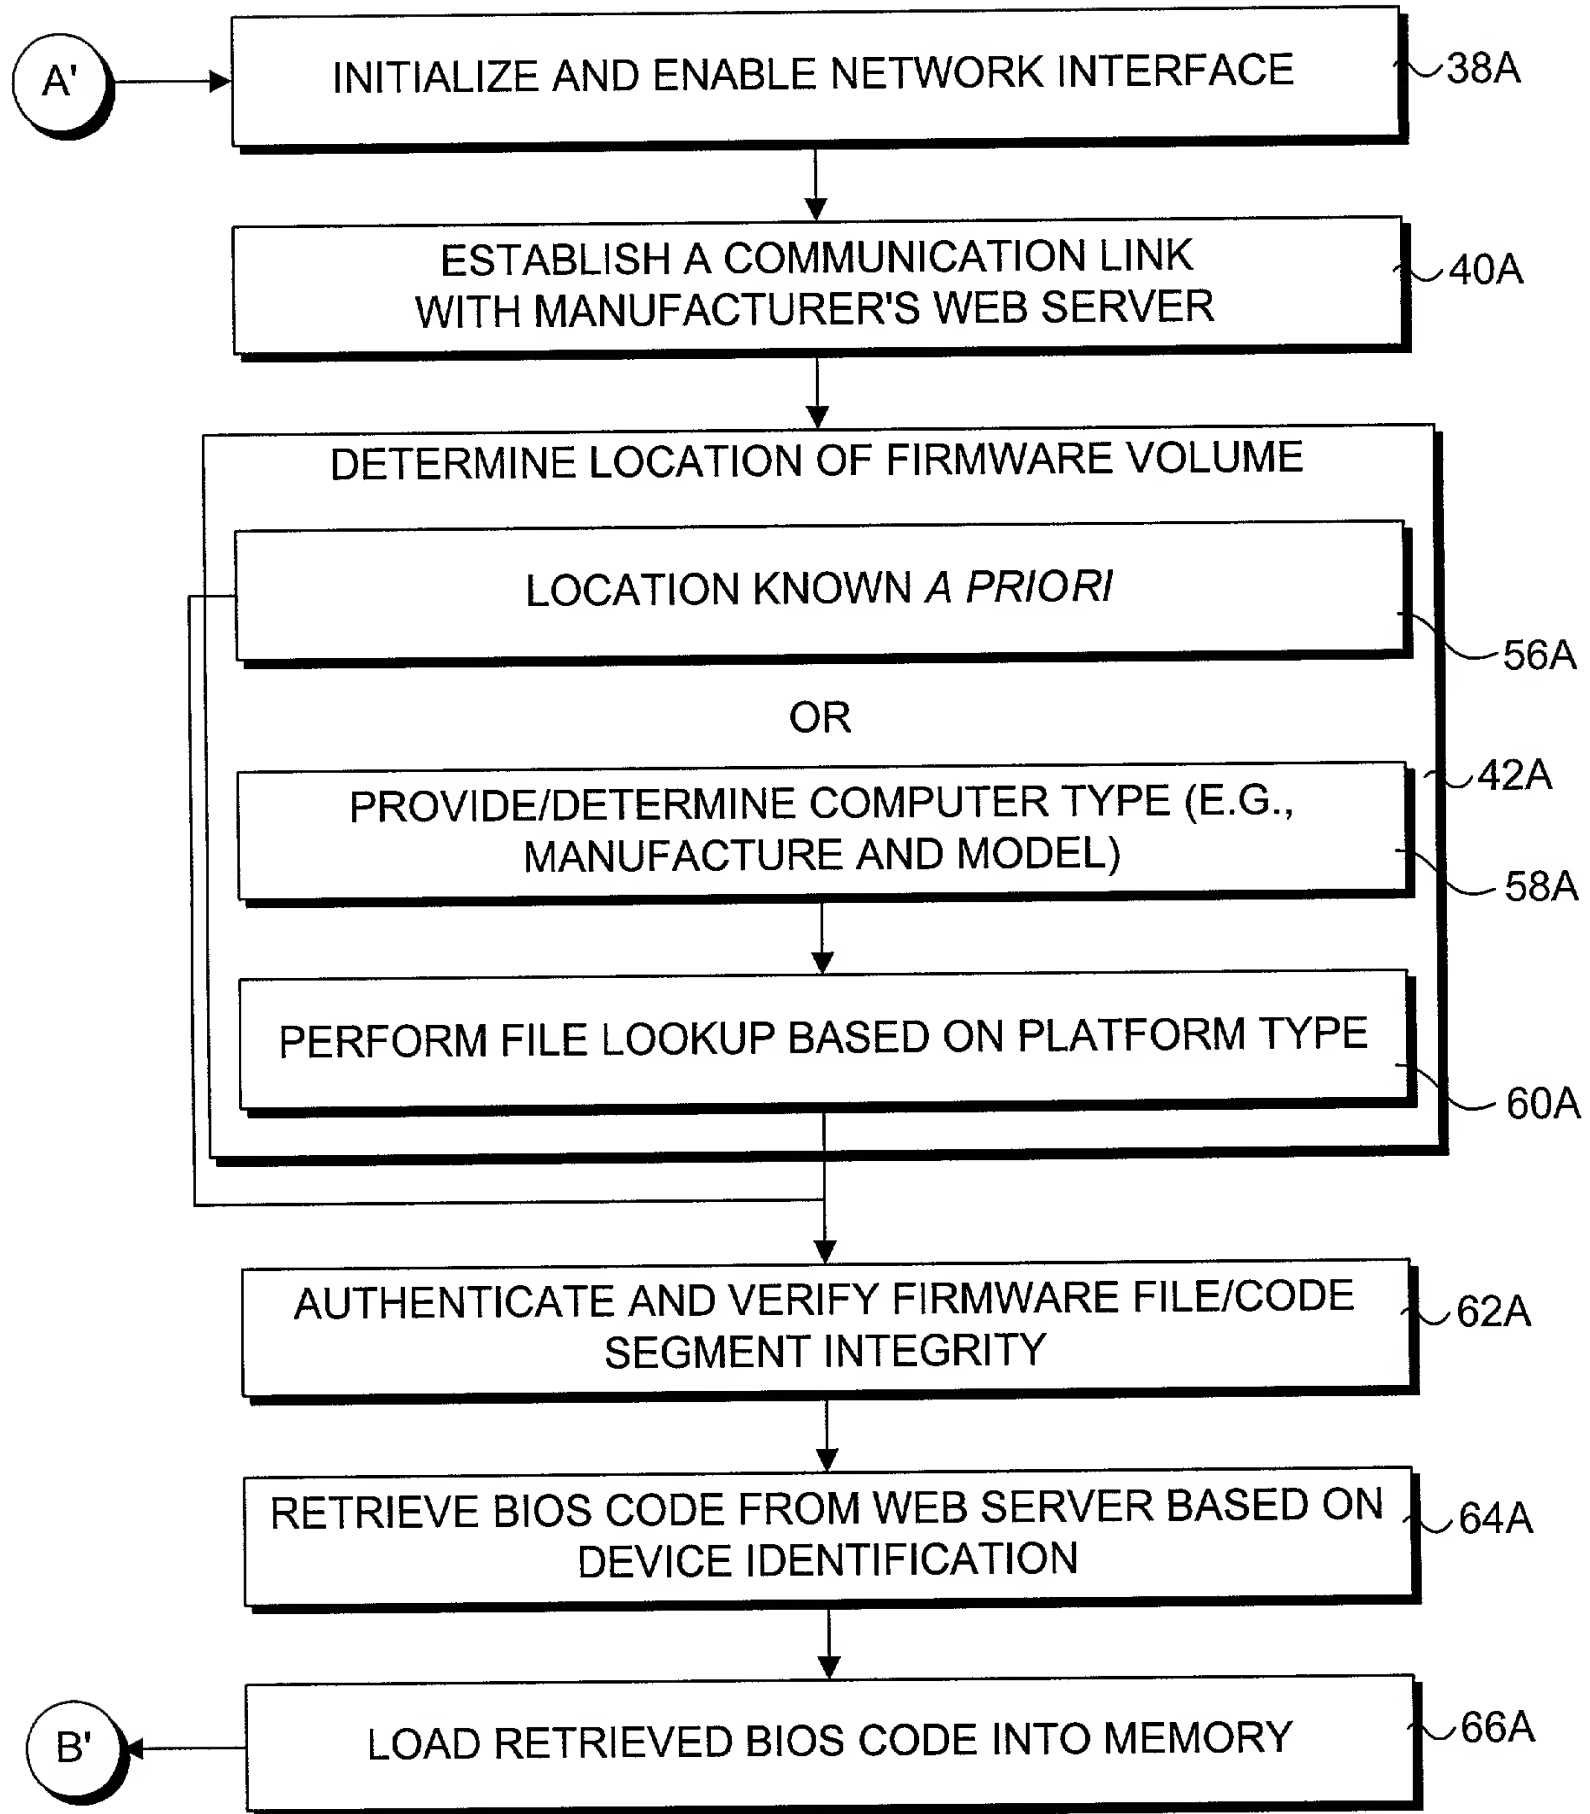 A'
INITIALIZE AND ENABLE NETWORK INTERFACE
38A
ESTABLISH A COMMUNICATION LINK
WITH MANUFACTURER'S WEB SERVER
40A
DETERMINE LOCATION OF FIRMWARE VOLUME
LOCATION KNOWN A PRIORI
56A
OR
42A
PROVIDE/DETERMINE COMPUTER TYPE (E.G.,
MANUFACTURE AND MODEL)
58A
PERFORM FILE LOOKUP BASED ON PLATFORM TYPE
60A
AUTHENTICATE AND VERIFY FIRMWARE FILE/CODE
SEGMENT INTEGRITY
62A
RETRIEVE BIOS CODE FROM WEB SERVER BASED ON
DEVICE IDENTIFICATION
64A
B'
LOAD RETRIEVED BIOS CODE INTO MEMORY
66A